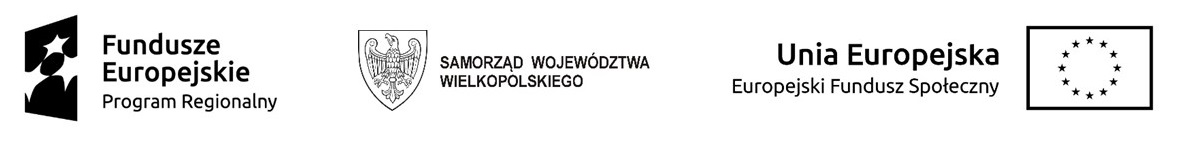 Fundusze
Europejskie
Program Regionalny
SAMORZĄD WOJEWÓDZTWA
WIELKOPOLSKIEGO
Unia Europejska
Europejski Fundusz Społeczny